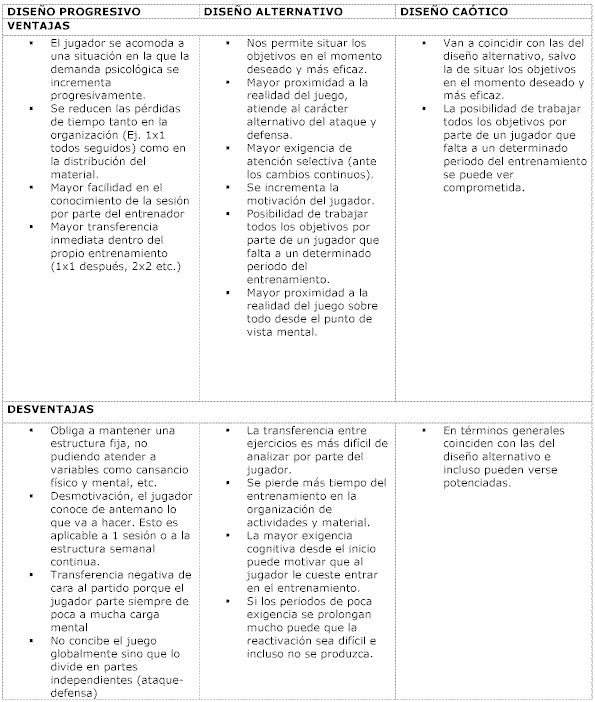 DISEÑO PROGRESIVO
DISEÑO ALTERNATIVO
DISEÑO CAÓTICO
VENTAJAS
▪ El jugador se acomoda a
una situación en la que la
demanda psicológica se
incrementa
progresivamente.
▪ Se reducen las pérdidas
de tiempo tanto en la
organización (Ej. 1x1
todos seguidos) como en
la distribución del
material.
▪ Mayor facilidad en el
conocimiento de la sesión
por parte del entrenador
▪ Mayor transferencia
inmediata dentro del
propio entrenamiento
(1x1 después, 2x2 etc.)
▪ Nos permite situar los
objetivos en el momento
deseado y más eficaz.
▪ Mayor proximidad a la
realidad del juego,
atiende al carácter
alternativo del ataque y
defensa.
▪ Mayor exigencia de
atención selectiva (ante
los cambios continuos).
▪ Se incrementa la
motivación del jugador.
▪ Posibilidad de trabajar
todos los objetivos por
parte de un jugador que
falta a un determinado
periodo del
entrenamiento.
▪ Mayor proximidad a la
realidad del juego sobre
todo desde el punto de
vista mental.
▪ Van a coincidir con las del
diseño alternativo, salvo
la de situar los objetivos
en el momento deseado y
más eficaz.
▪ La posibilidad de trabajar
todos los objetivos por
parte de un jugador que
falta a un determinado
periodo del entrenamiento
se puede ver
comprometida.
DESVENTAJAS
▪ Obliga a mantener una
estructura fija, no
pudiendo atender a
variables como cansancio
físico y mental, etc.
▪ Desmotivación, el jugador
conoce de antemano lo
que va a hacer. Esto es
aplicable a 1 sesión o a la
estructura semanal
continua.
▪ Transferencia negativa de
cara al partido porque el
jugador parte siempre de
poca a mucha carga
mental
▪ No concibe el juego
globalmente sino que lo
divide en partes
independientes (ataque-
defensa)
▪ La transferencia entre
ejercicios es más difícil de
analizar por parte del
jugador.
▪ Se pierde más tiempo del
entrenamiento en la
organización de
actividades y material.
▪ La mayor exigencia
cognitiva desde el inicio
puede motivar que al
jugador le cueste entrar
en el entrenamiento.
▪ Si los periodos de poca
exigencia se prolongan
mucho puede que la
reactivación sea difícil e
incluso no se produzca.
▪ En términos generales
coinciden con las del
diseño alternativo e
incluso pueden verse
potenciadas.